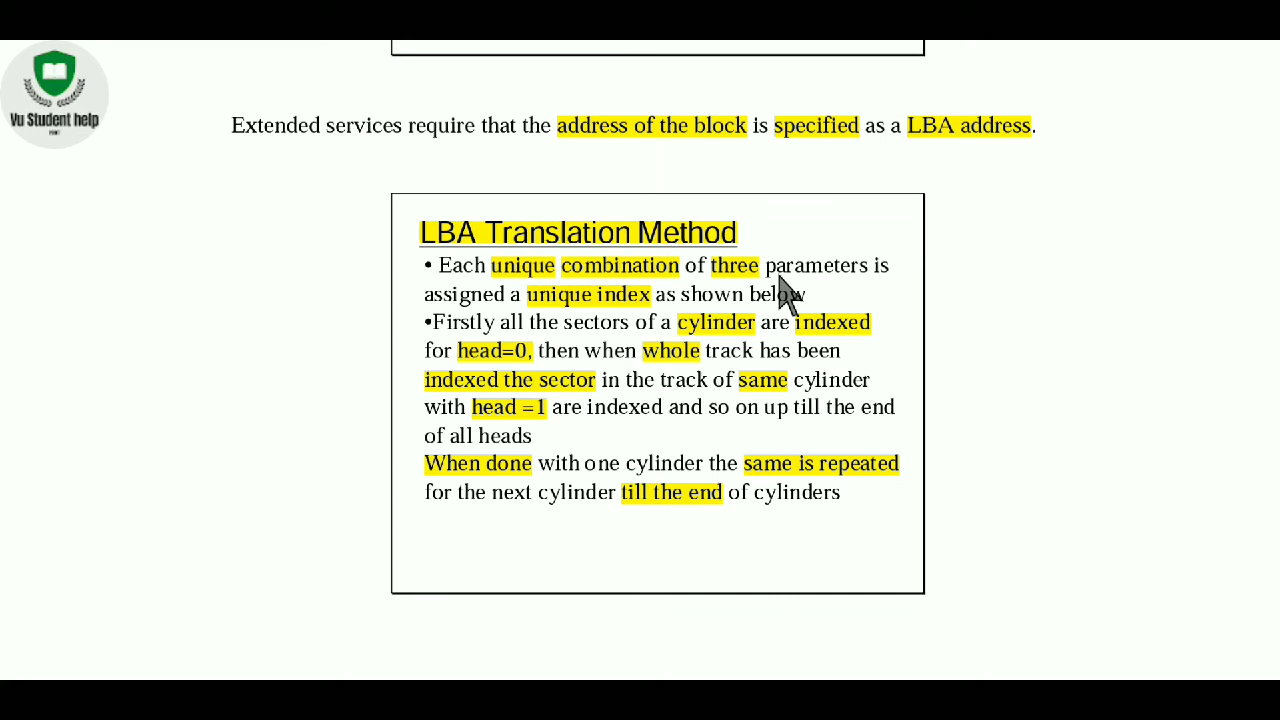 Vu Student help
Extended services require that the address of the block is specified as a LBA address.
LBA Translation Method
• Each unique combination of three parameters is
assigned a unique index as shown below
•Firstly all the sectors of a cylinder are indexed
for head=0, then when whole track has been
indexed the sector in the track of same cylinder
with head =1 are indexed and so on up till the end
of all heads
When done with one cylinder the same is repeated
for the next cylinder till the end of cylinders